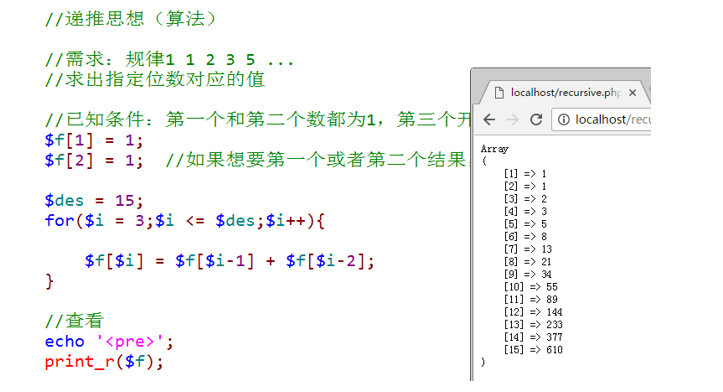 //递推思想（算法）
//需求：规律1 1 2 3 5 ...
//求出指定位数对应的值
//已知条件：第一个和第二个数都为1，第三个开
$f[1] = 1;
$f[2] = 1;  //如果想要第一个或者第二个结果
$des = 15;
for($i = 3;$i <= $des;$i++){
$f[$i] = $f[$i-1] + $f[$i-2];
}
//查看
echo '<pre>';
print_r($f);
localhost/recursive.php
localhost/recu
Array
(
[1] => 1
[2] => 1
[3] => 2
[4] => 3
[5] => 5
[6] => 8
[7] => 13
[8] => 21
[9] => 34
[10] => 55
[11] => 89
[12] => 144
[13] => 233
[14] => 377
[15] => 610
)